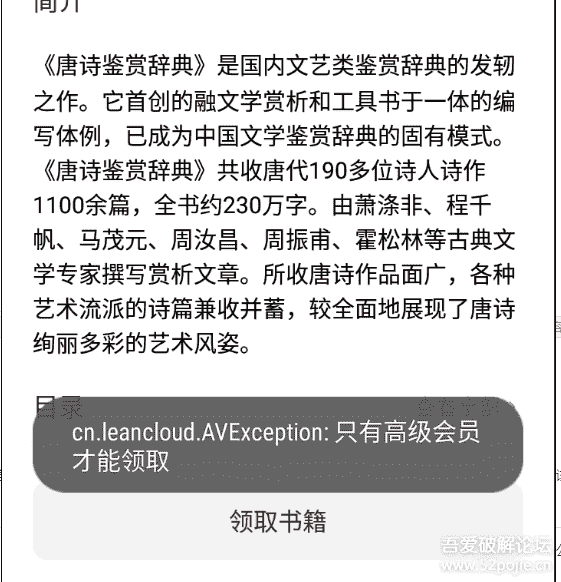 简介
《唐诗鉴赏辞典》是国内文艺类鉴赏辞典的发轫
之作。它首创的融文学赏析和工具书于一体的编
写体例，已成为中国文学鉴赏辞典的固有模式。
《唐诗鉴赏辞典》共收唐代190多位诗人诗作
1100余篇，全书约230万字。由萧涤非、程千
帆、马茂元、周汝昌、周振甫、霍松林等古典文
学专家撰写赏析文章。所收唐诗作品面广，各种
艺术流派的诗篇兼收并蓄，较全面地展现了唐诗
绚丽多彩的艺术风姿。
目录
cn.leancloud.AVException: 只有高级会员
才能领取
领取书籍
吾爱破解论坛
www.52pojie.cn